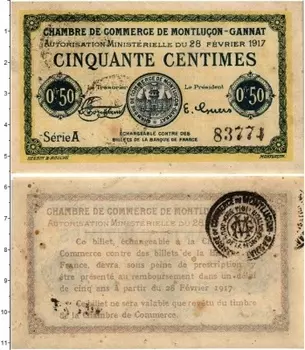 CHAMBRE DE COMMERCE DE MONTLUÇON-GANNAT
AUTORISATION MINISTÉRIELLE DU 28 FÉVRIER 1917
CINQUANTE CENTIMES
Le Trésorier Le Président
0f50 0f50
Série A
83774
ÉCHANGEABLE CONTRE DES
BILLETS DE LA BANQUE DE FRANCE
MONTLUÇON
CHAMBRE DE COMMERCE DE MONTLUÇON
AUTORISATION MINISTÉRIELLE DU 28
Ce billet, échangeable à la
Commerce contre des billets de la
France, devra, sous peine de prescription
être présenté au remboursement dans un délai
de cinq ans à partir du 28 Février 1917.
Ce billet ne sera valable que revêtu du timbre
de la Chambre de Commerce.
1
2
3
4
5
6
7
8
9
10
11